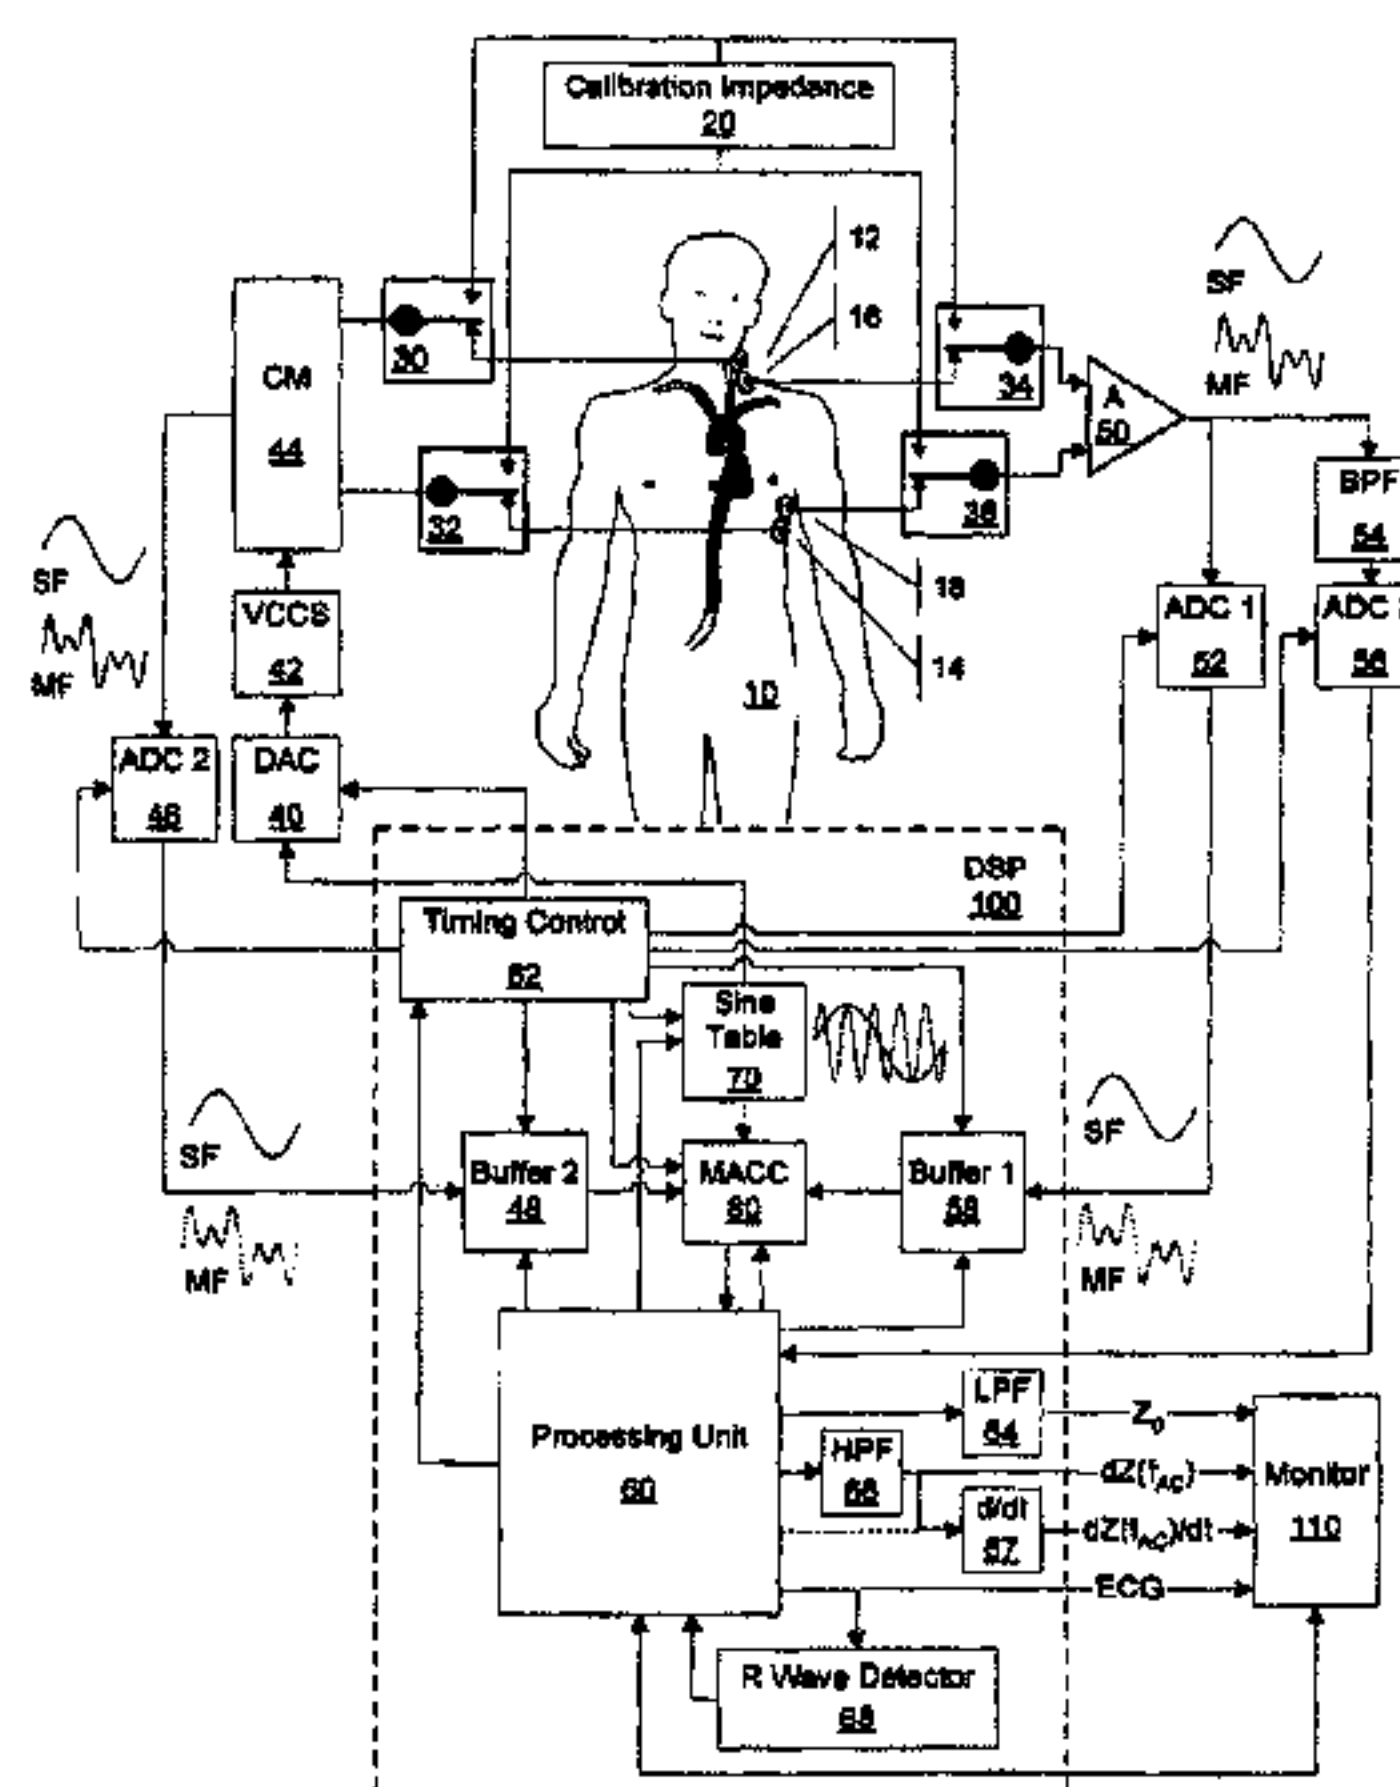 Calibration Impedance
20
12
16
SF
MF
CM
44
30
34
A
50
BPF
54
32
36
SF
MF
VCCS
42
18
14
10
ADC 1
52
ADC
56
ADC 2
46
DAC
40
DSP
100
Timing Control
62
Sine
Table
70
SF
MF
Buffer 2
48
MACC
80
Buffer 1
58
SF
MF
Processing Unit
60
LPF
64
Z0
HPF
66
dZ(fAC)
d/dt
67
dZ(fAC)/dt
ECG
Monitor
110
R Wave Detector
68